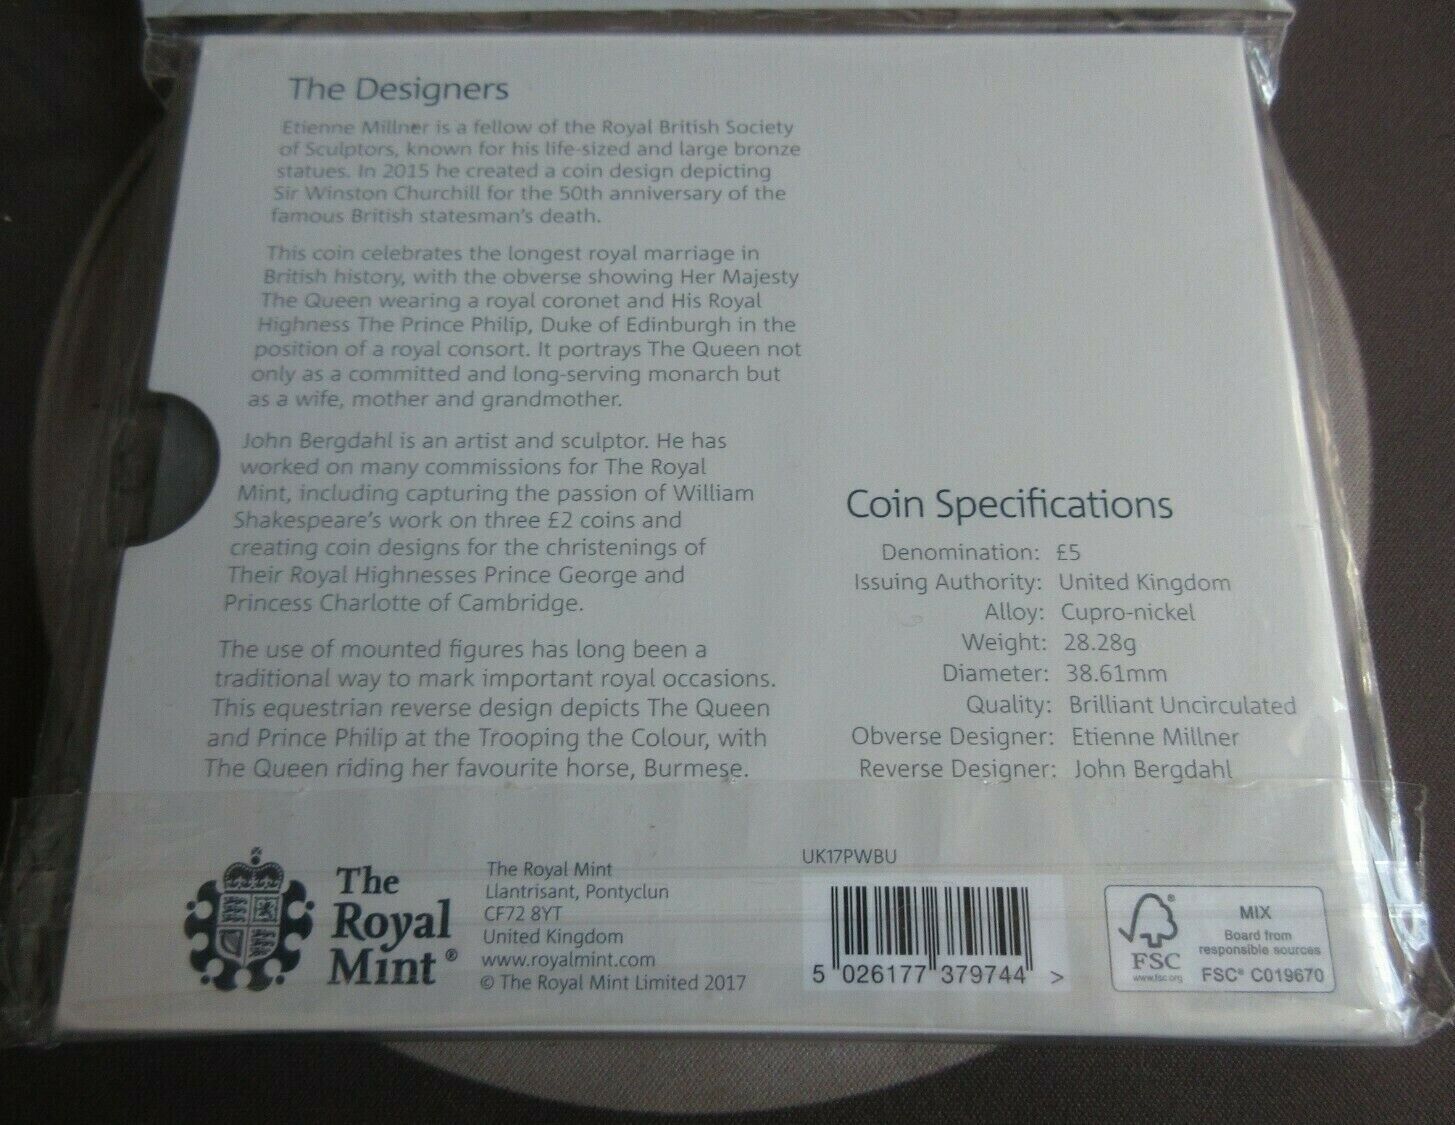 The Designers
Etienne Millner is a fellow of the Royal British Society
of Sculptors, known for his life-sized and large bronze
statues. In 2015 he created a coin design depicting
Sir Winston Churchill for the 50th anniversary of the
famous British statesman's death.
This coin celebrates the longest royal marriage in
British history, with the obverse showing Her Majesty
The Queen wearing a royal coronet and His Royal
Highness The Prince Philip, Duke of Edinburgh in the
position of a royal consort. It portrays The Queen not
only as a committed and long-serving monarch but
as a wife, mother and grandmother.
John Bergdahl is an artist and sculptor. He has
worked on many commissions for The Royal
Mint, including capturing the passion of William
Shakespeare's work on three £2 coins and
creating coin designs for the christenings of
Their Royal Highnesses Prince George and
Princess Charlotte of Cambridge.
The use of mounted figures has long been a
traditional way to mark important royal occasions.
This equestrian reverse design depicts The Queen
and Prince Philip at the Trooping the Colour, with
The Queen riding her favourite horse, Burmese.
Coin Specifications
Denomination: £5
Issuing Authority: United Kingdom
Alloy: Cupro-nickel
Weight: 28.28g
Diameter: 38.61mm
Quality: Brilliant Uncirculated
Obverse Designer: Etienne Millner
Reverse Designer: John Bergdahl
The
Royal
Mint®
The Royal Mint
Llantrisant, Pontyclun
CF72 8YT
United Kingdom
www.royalmint.com
© The Royal Mint Limited 2017
UK17PWBU
5 026177 379744 >
FSC
www.fsc.org
MIX
Board from
responsible sources
FSC® C019670